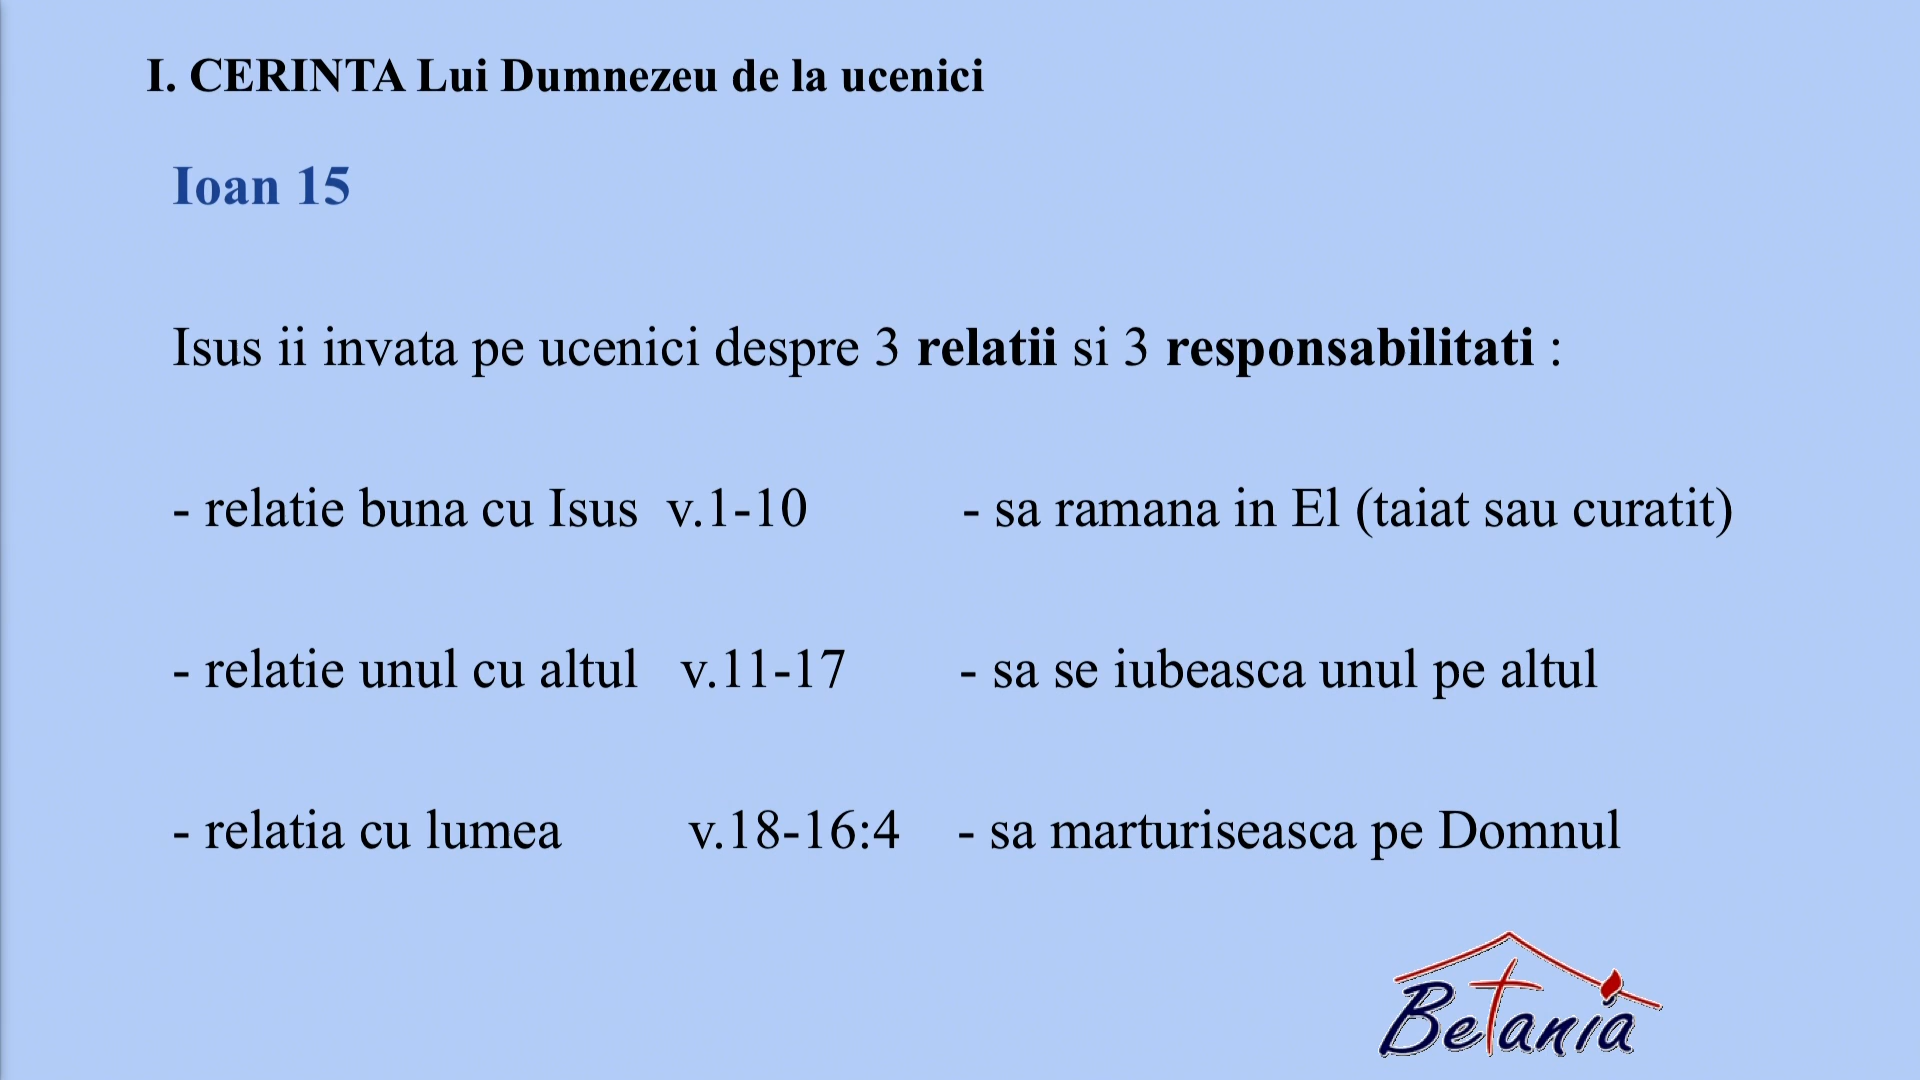 I. CERINTA Lui Dumnezeu de la ucenici
Ioan 15
Isus ii invata pe ucenici despre 3 relatii si 3 responsabilitati :
- relatie buna cu Isus v.1-10 - sa ramana in El (taiat sau curatit)
- relatie unul cu altul v.11-17 - sa se iubeasca unul pe altul
- relatia cu lumea v.18-16:4 - sa marturiseasca pe Domnul
Betania